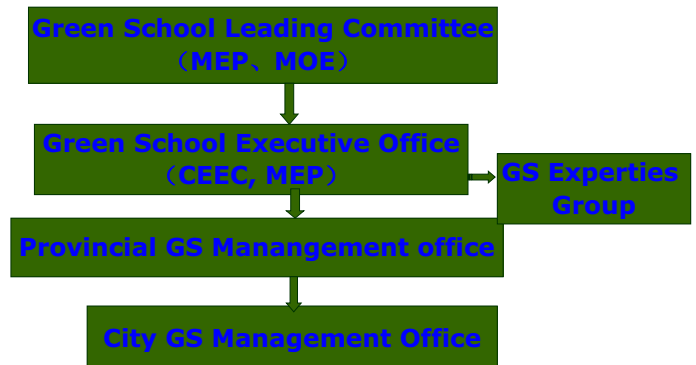 Green School Leading Committee
（MEP、MOE）
Green School Executive Office
（CEEC, MEP）
GS Experties
Group
Provincial GS Manangement office
City GS Management Office